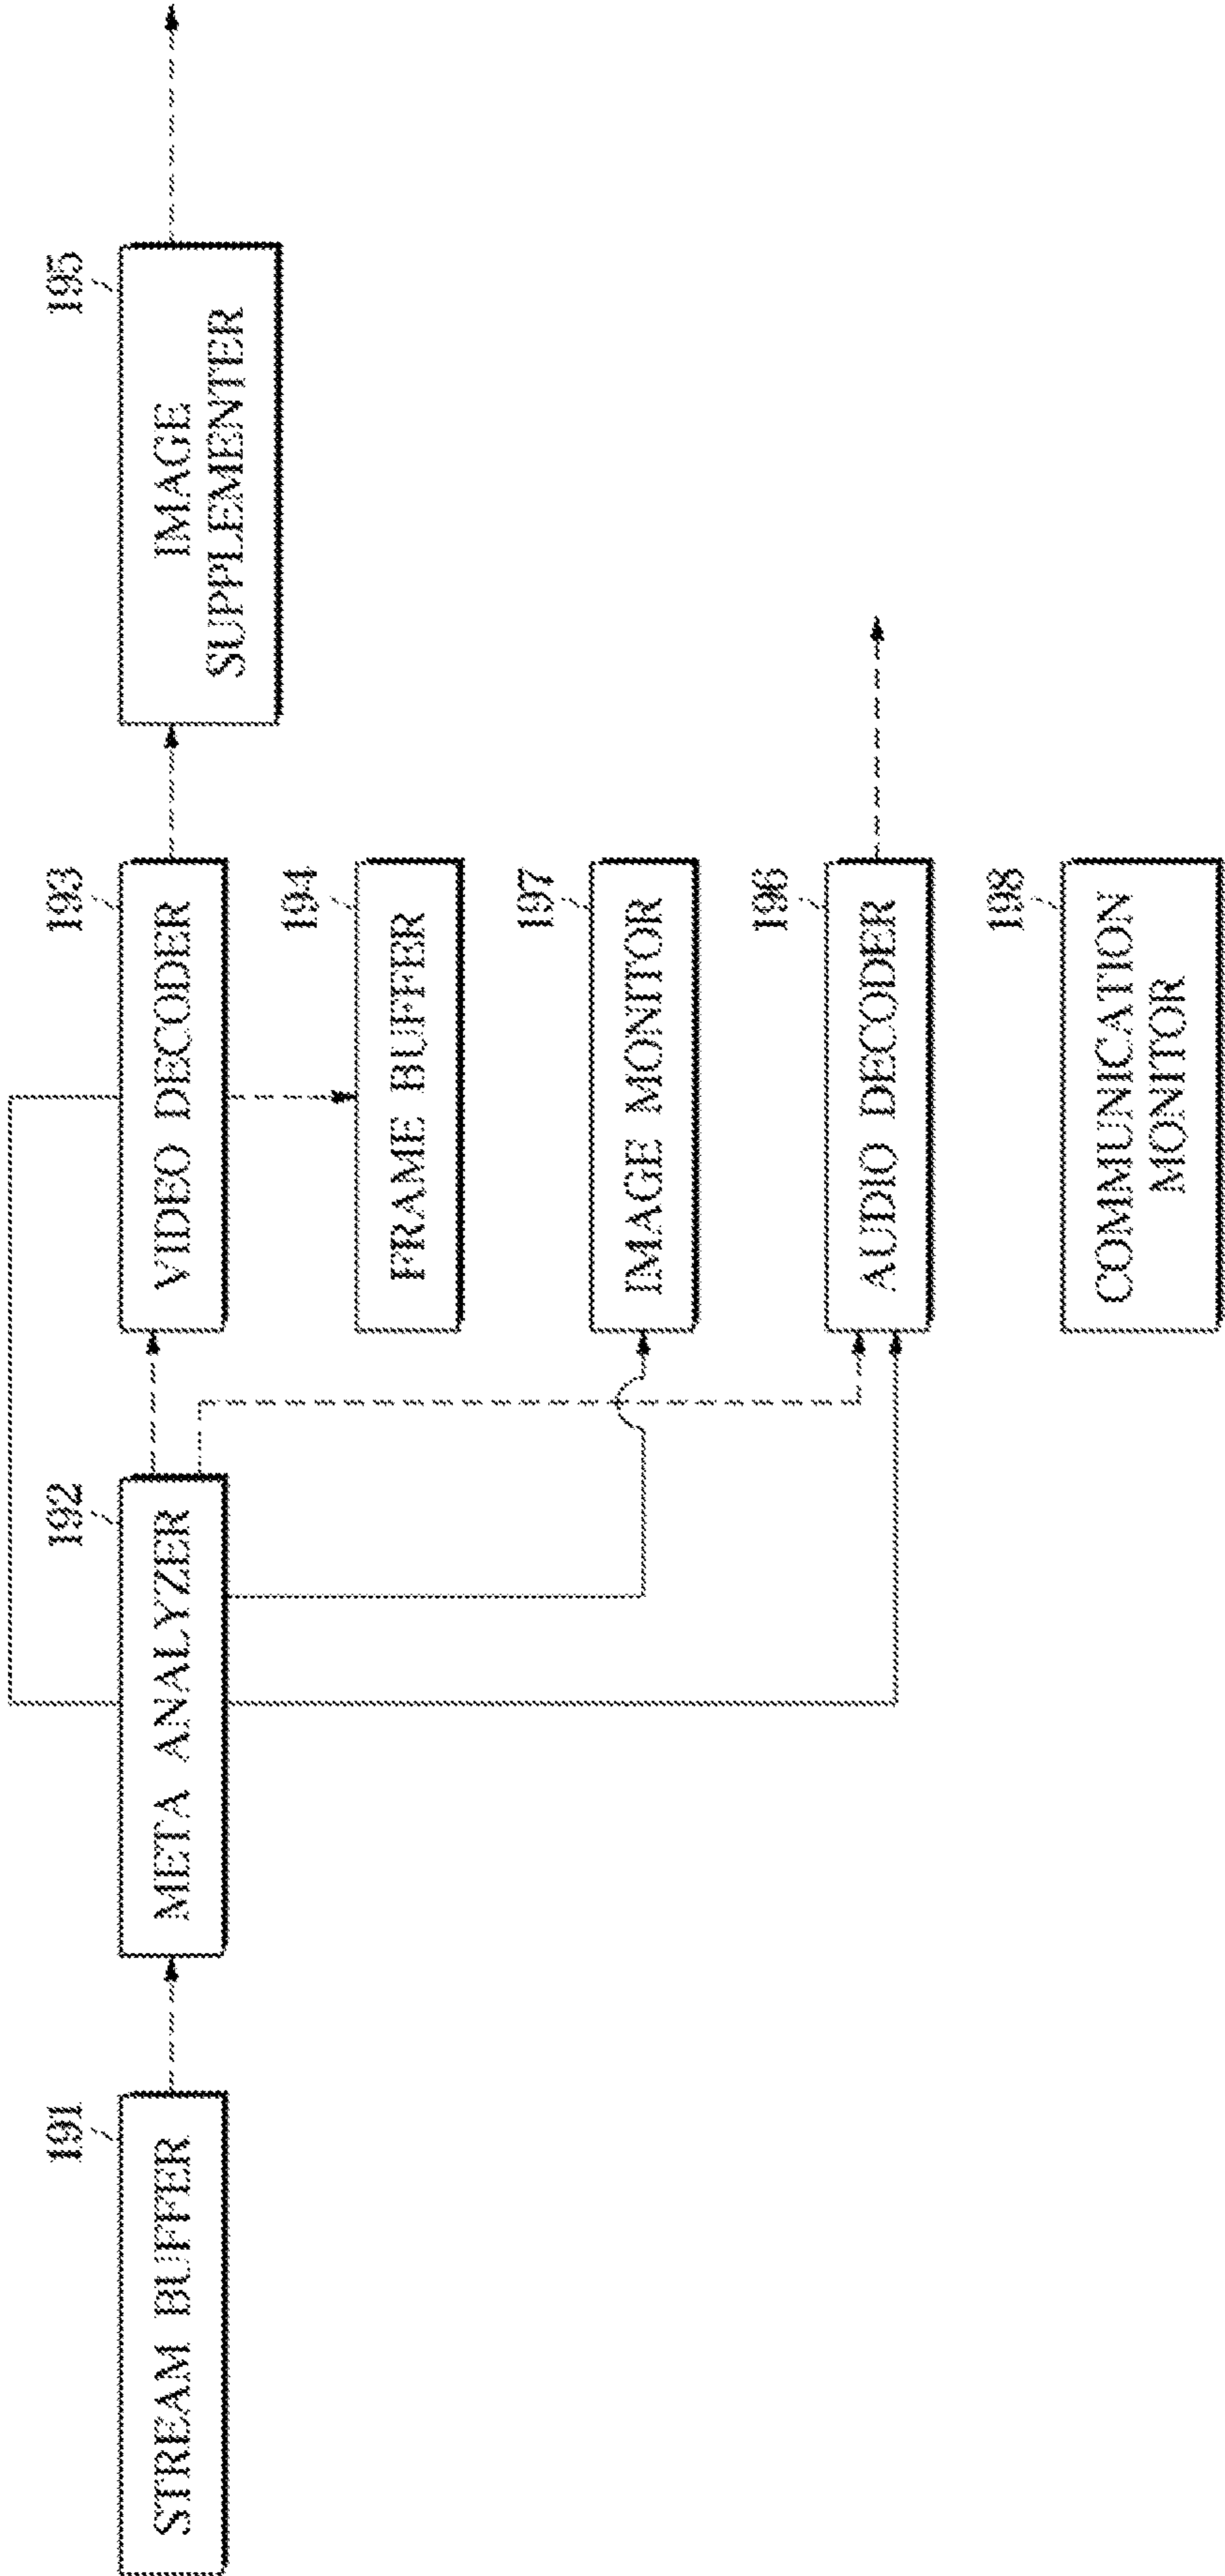 191
STREAM BUFFER
192
META ANALYZER
193
VIDEO DECODER
195
IMAGE
SUPPLEMENTER
194
FRAME BUFFER
197
IMAGE MONITOR
196
AUDIO DECODER
198
COMMUNICATION
MONITOR